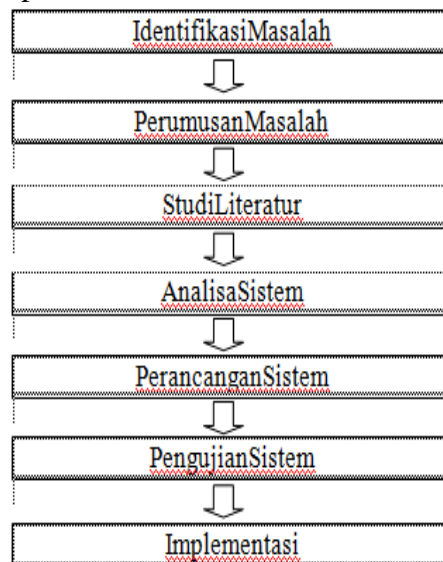 IdentifikasiMasalah
PerumusanMasalah
StudiLiteratur
AnalisaSistem
PerancanganSistem
PengujianSistem
Implementasi